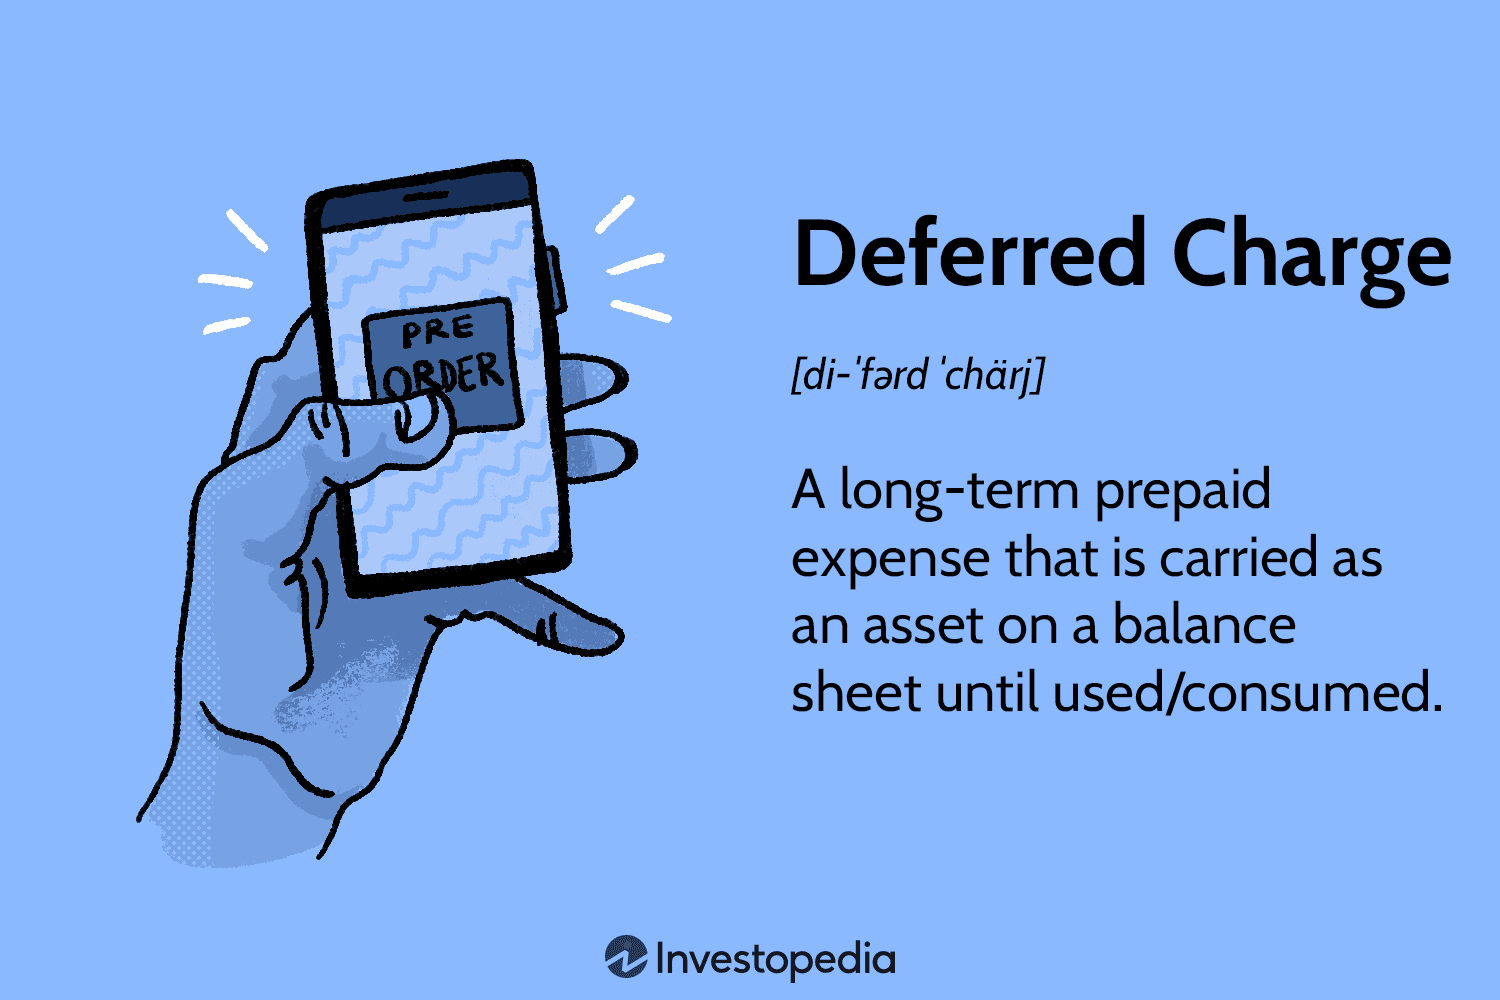 PRE
ORDER
Deferred Charge
[di-ˈfərd ˈchärj]
A long-term prepaid
expense that is carried as
an asset on a balance
sheet until used/consumed.
Investopedia